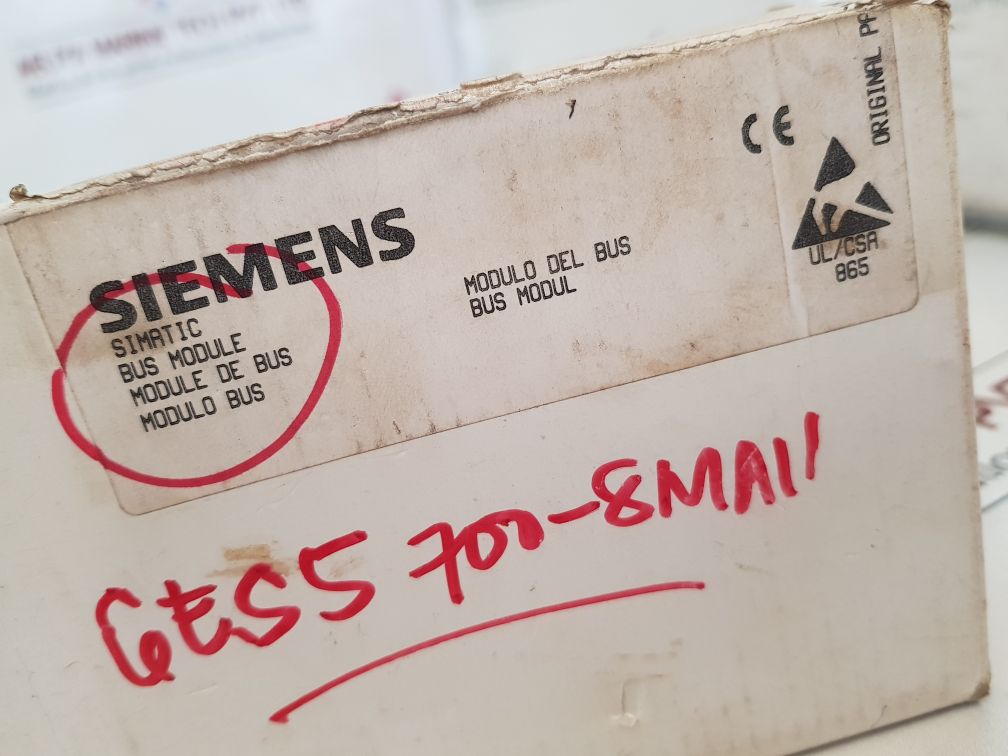 SIEMENS
SIMATIC
BUS MODULE
MODULE DE BUS
MODULO BUS
MODULO DEL BUS
BUS MODUL
CE
ORIGINAL
UL/CSA
865
6ES5 700-8MA11